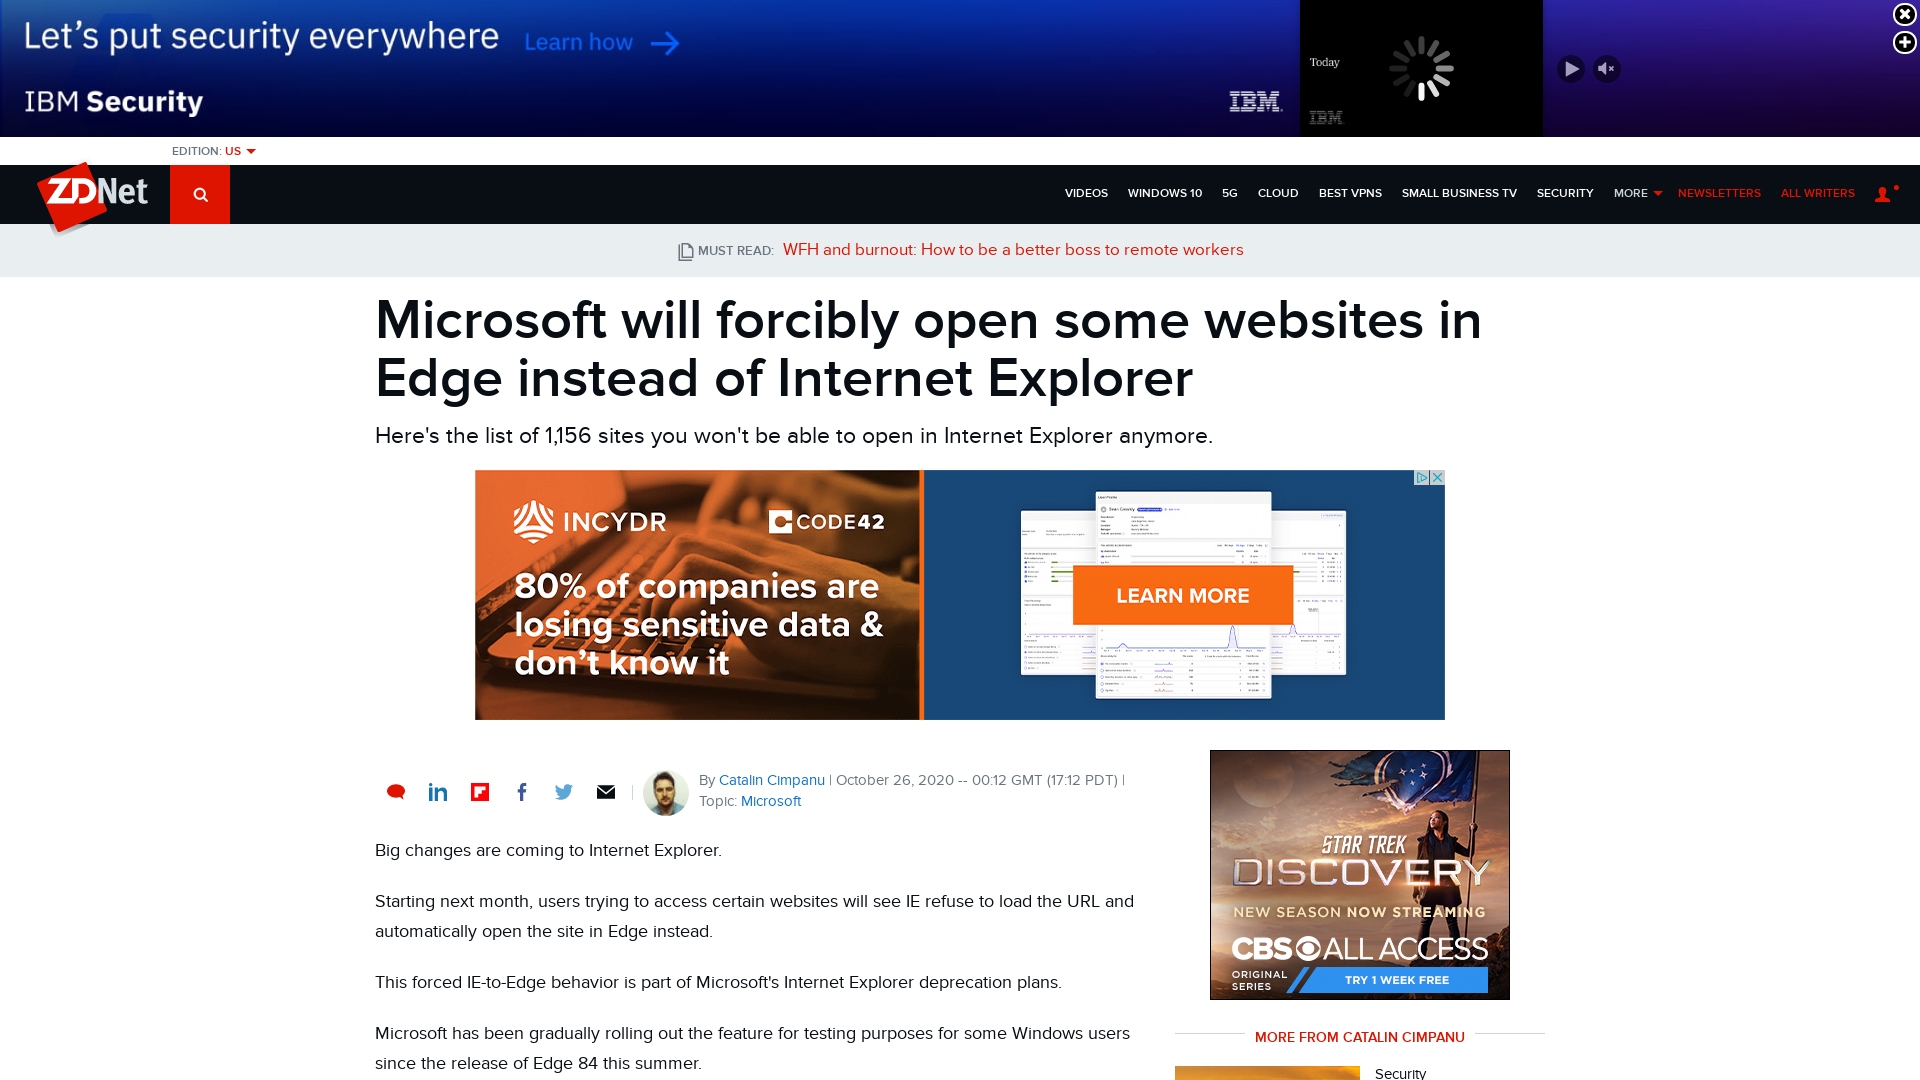 Let's put security everywhere
Learn how
IBM Security
IBM
Today
IBM
EDITION: US
ZDNet
VIDEOS
WINDOWS 10
5G
CLOUD
BEST VPNS
SMALL BUSINESS TV
SECURITY
MORE
NEWSLETTERS
ALL WRITERS
MUST READ: WFH and burnout: How to be a better boss to remote workers
Microsoft will forcibly open some websites in
Edge instead of Internet Explorer
Here's the list of 1,156 sites you won't be able to open in Internet Explorer anymore.
INCYDR
CODE42
80% of companies are
losing sensitive data &
don't know it
LEARN MORE
By Catalin Cimpanu | October 26, 2020 -- 00:12 GMT (17:12 PDT) |
Topic: Microsoft
Big changes are coming to Internet Explorer.
Starting next month, users trying to access certain websites will see IE refuse to load the URL and
automatically open the site in Edge instead.
This forced IE-to-Edge behavior is part of Microsoft's Internet Explorer deprecation plans.
Microsoft has been gradually rolling out the feature for testing purposes for some Windows users
since the release of Edge 84 this summer.
STAR TREK
DISCOVERY
NEW SEASON NOW STREAMING
CBS ALL ACCESS
ORIGINAL
SERIES
TRY 1 WEEK FREE
MORE FROM CATALIN CIMPANU
Security